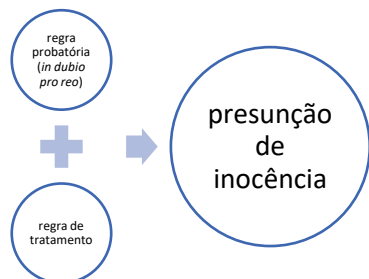 regra
probatória
(in dubio
pro reo)
regra de
tratamento
presunção
de
inocência